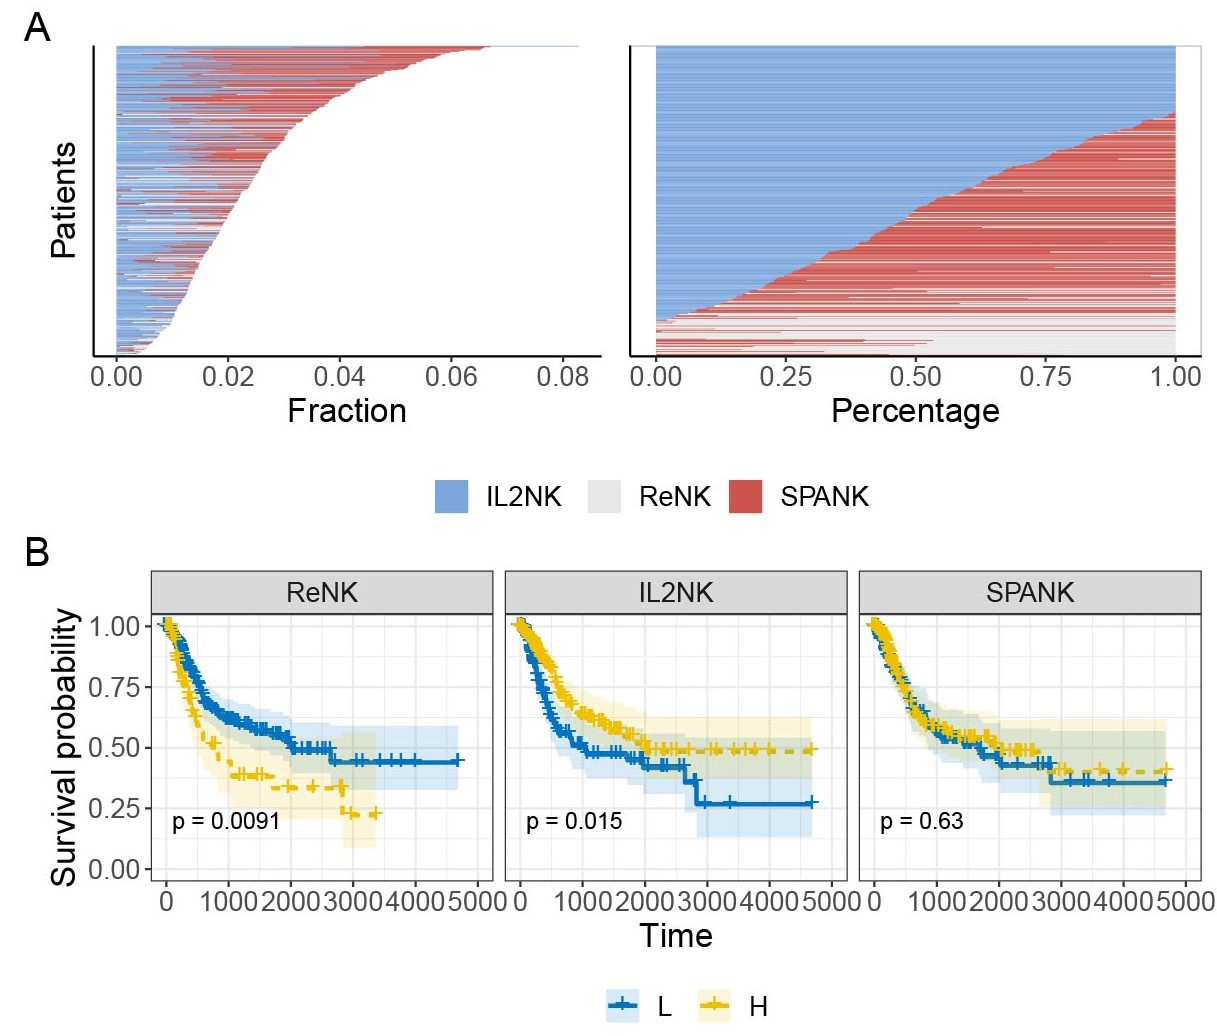 A
Patients
0.00 0.02 0.04 0.06 0.08
Fraction
0.00 0.25 0.50 0.75 1.00
Percentage
IL2NK ReNK SPANK
B
ReNK IL2NK SPANK
Survival probability
1.00
0.75
0.50
0.25
0.00
p = 0.0091
p = 0.015
p = 0.63
0 1000 2000 3000 4000 5000
0 1000 2000 3000 4000 5000
0 1000 2000 3000 4000 5000
Time
L H